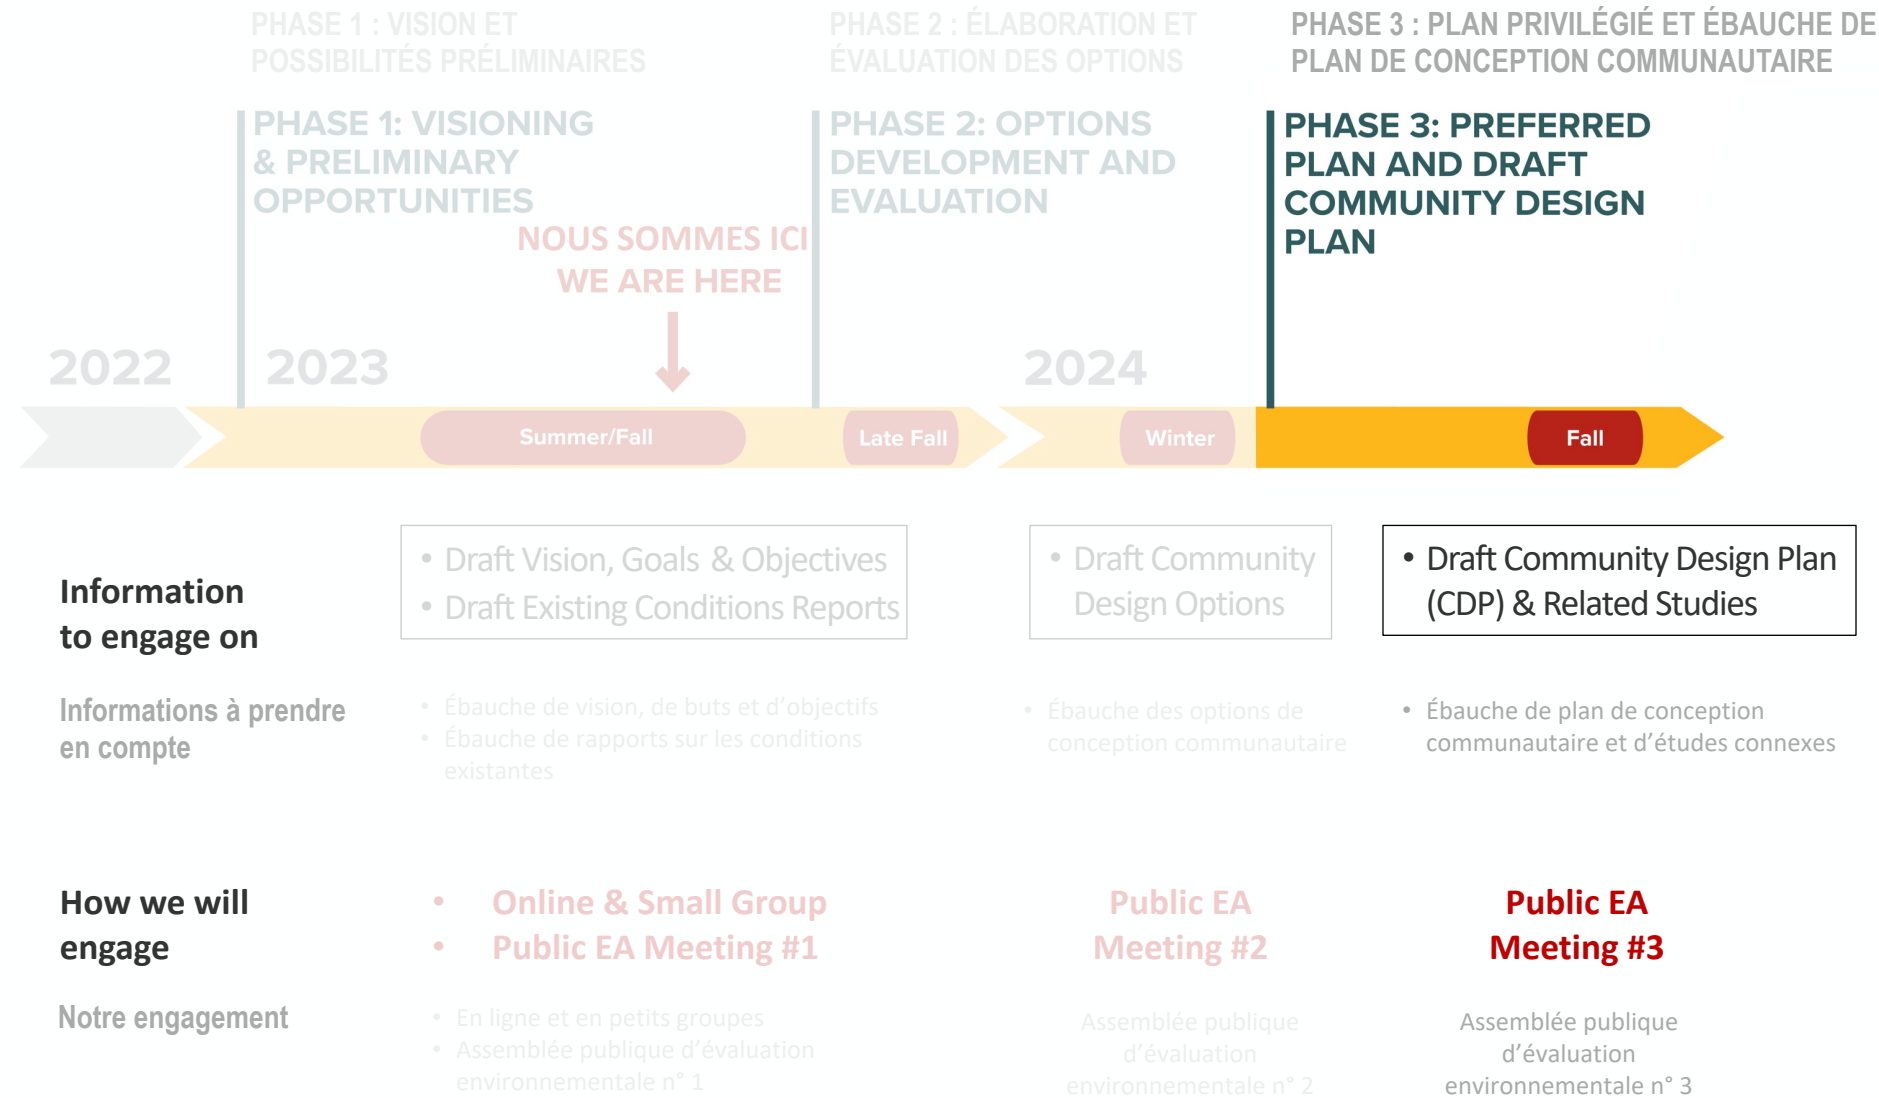 PHASE 1 : VISION ET
POSSIBILITÉS PRÉLIMINAIRES
PHASE 2 : ÉLABORATION ET
ÉVALUATION DES OPTIONS
PHASE 3 : PLAN PRIVILÉGIÉ ET ÉBAUCHE DE
PLAN DE CONCEPTION COMMUNAUTAIRE
PHASE 1: VISIONING
& PRELIMINARY
OPPORTUNITIES
PHASE 2: OPTIONS
DEVELOPMENT AND
EVALUATION
PHASE 3: PREFERRED
PLAN AND DRAFT
COMMUNITY DESIGN
PLAN
NOUS SOMMES ICI
WE ARE HERE
2022
2023
2024
Summer/Fall
Late Fall
Winter
Fall
Information
to engage on
• Draft Vision, Goals & Objectives
• Draft Existing Conditions Reports
• Draft Community
Design Options
• Draft Community Design Plan
(CDP) & Related Studies
Informations à prendre
en compte
• Ébauche de vision, de buts et d'objectifs
• Ébauche de rapports sur les conditions
existantes
• Ébauche des options de
conception communautaire
• Ébauche de plan de conception
communautaire et d'études connexes
How we will
engage
• Online & Small Group
• Public EA Meeting #1
Public EA
Meeting #2
Public EA
Meeting #3
Notre engagement
• En ligne et en petits groupes
• Assemblée publique d'évaluation
environnementale n° 1
Assemblée publique
d'évaluation
environnementale n° 2
Assemblée publique
d'évaluation
environnementale n° 3